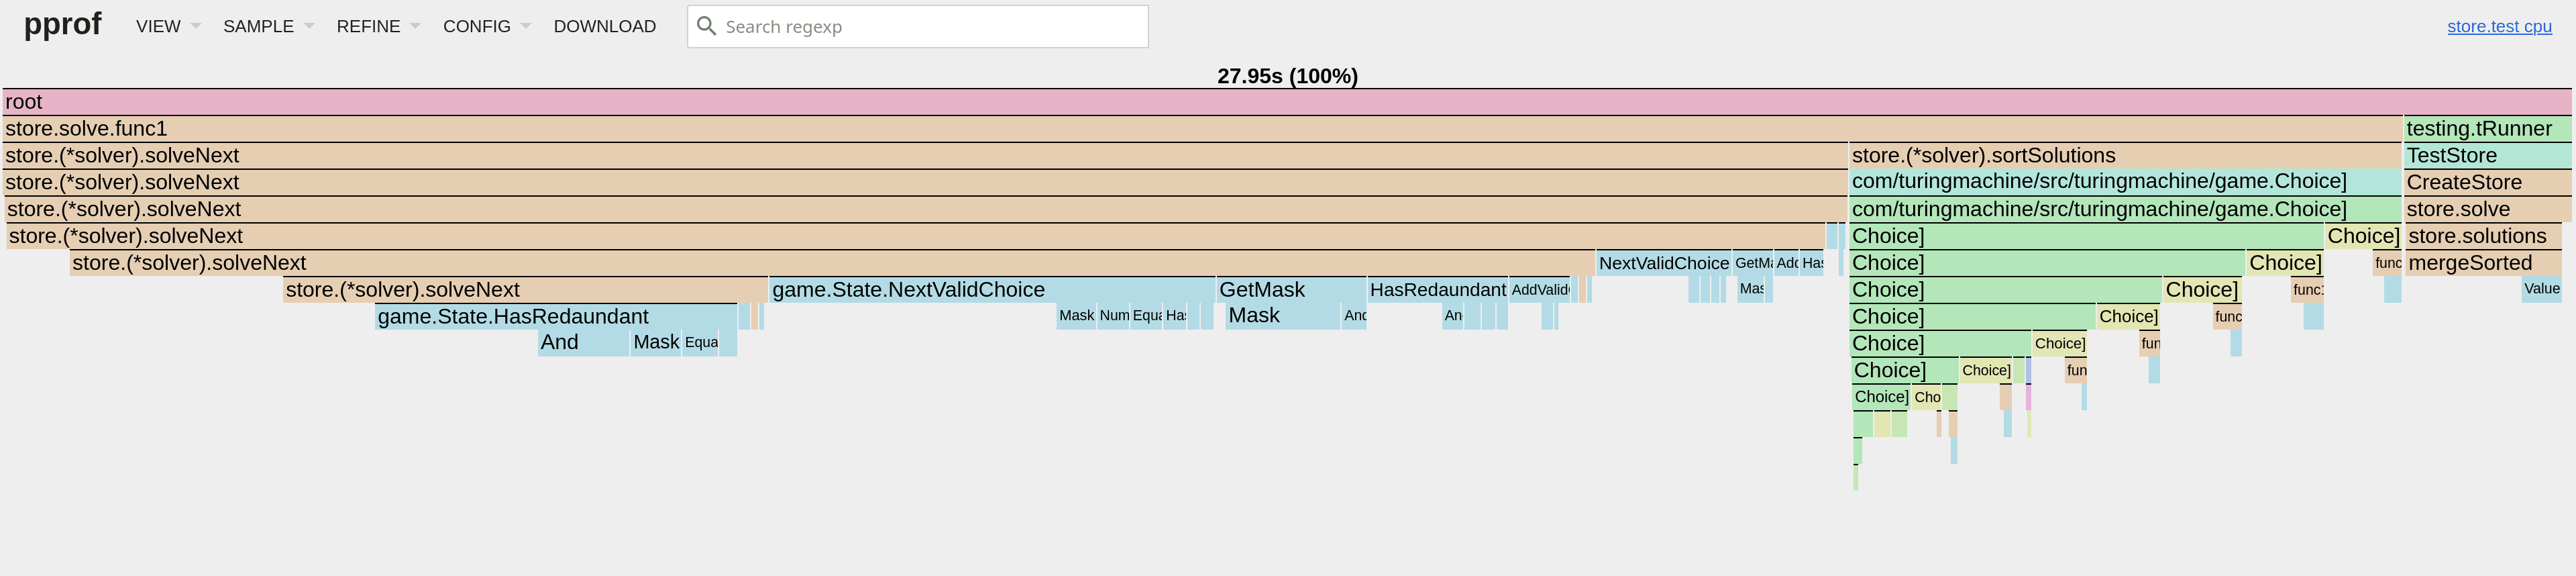 pprof VIEW SAMPLE REFINE CONFIG DOWNLOAD Search regexp store.test cpu
27.95s (100%)
root
store.solve.func1 testing.tRunner
store.(*solver).solveNext store.(*solver).sortSolutions TestStore
store.(*solver).solveNext com/turingmachine/src/turingmachine/game.Choice] CreateStore
store.(*solver).solveNext com/turingmachine/src/turingmachine/game.Choice] store.solve
store.(*solver).solveNext Choice] Choice] store.solutions
store.(*solver).solveNext NextValidChoice GetMa Add Has Choice] Choice] func mergeSorted
store.(*solver).solveNext game.State.NextValidChoice GetMask HasRedaundant AddValid Mas Choice] Choice] func1 Value
game.State.HasRedaundant Mask Num Equa Has Mask And An Choice] Choice] func
And Mask Equa Choice] Choice] fun
Choice] Choice] fun
Choice] Cho